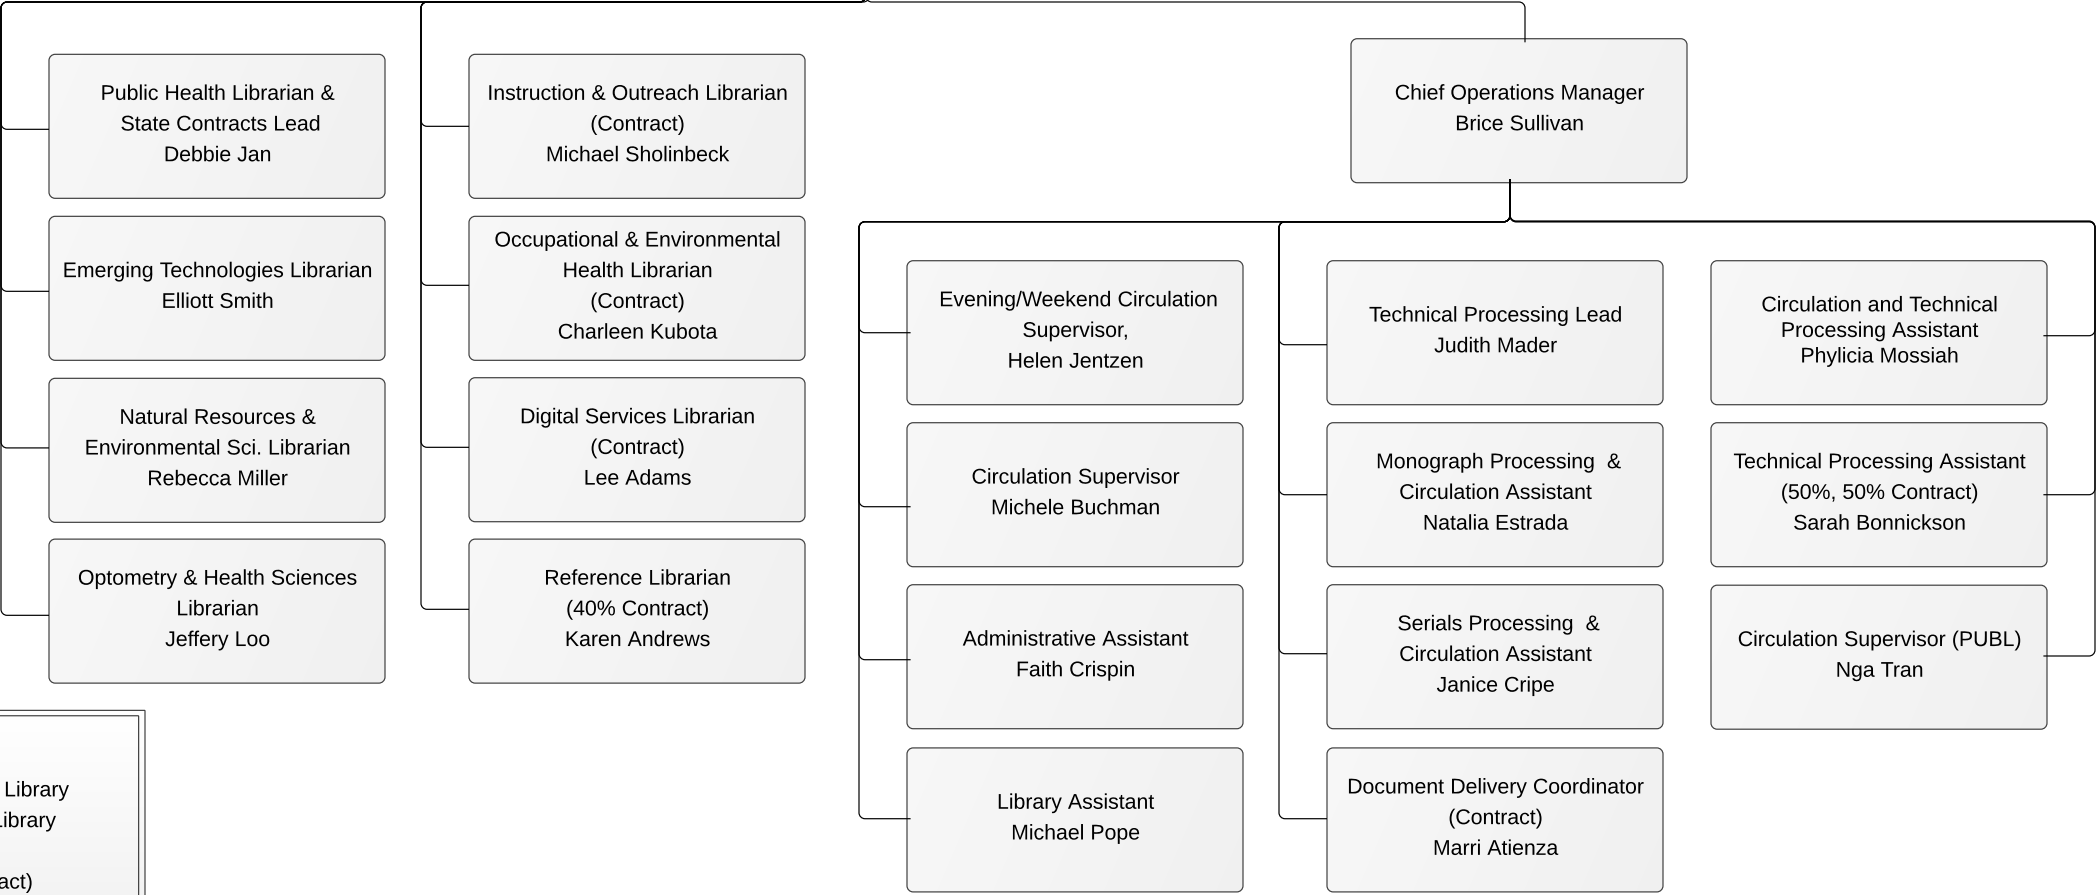 Public Health Librarian &
State Contracts Lead
Debbie Jan
Emerging Technologies Librarian
Elliott Smith
Natural Resources &
Environmental Sci. Librarian
Rebecca Miller
Optometry & Health Sciences
Librarian
Jeffery Loo
Instruction & Outreach Librarian
(Contract)
Michael Sholinbeck
Occupational & Environmental
Health Librarian
(Contract)
Charleen Kubota
Digital Services Librarian
(Contract)
Lee Adams
Reference Librarian
(40% Contract)
Karen Andrews
Chief Operations Manager
Brice Sullivan
Evening/Weekend Circulation
Supervisor,
Helen Jentzen
Circulation Supervisor
Michele Buchman
Administrative Assistant
Faith Crispin
Library Assistant
Michael Pope
Technical Processing Lead
Judith Mader
Monograph Processing  &
Circulation Assistant
Natalia Estrada
Serials Processing  &
Circulation Assistant
Janice Cripe
Document Delivery Coordinator
(Contract)
Marri Atienza
Circulation and Technical
Processing Assistant
Phylicia Mossiah
Technical Processing Assistant
(50%, 50% Contract)
Sarah Bonnickson
Circulation Supervisor (PUBL)
Nga Tran
Library
Library
act)